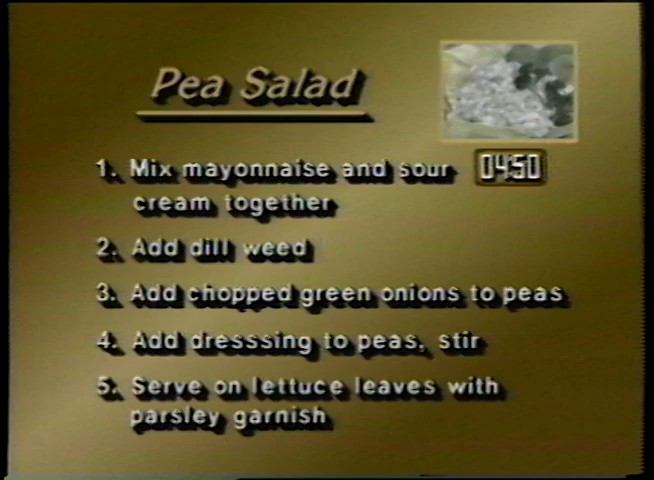 Pea Salad
1. Mix mayonnaise and sour
04:50
cream together
2. Add dill weed
3. Add chopped green onions to peas
4. Add dresssing to peas, stir
5. Serve on lettuce leaves with
parsley garnish